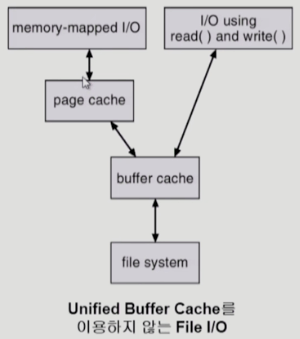 memory-mapped I/O
I/O using
read( ) and write( )
page cache
buffer cache
file system
Unified Buffer Cache를
이용하지 않는 File I/O